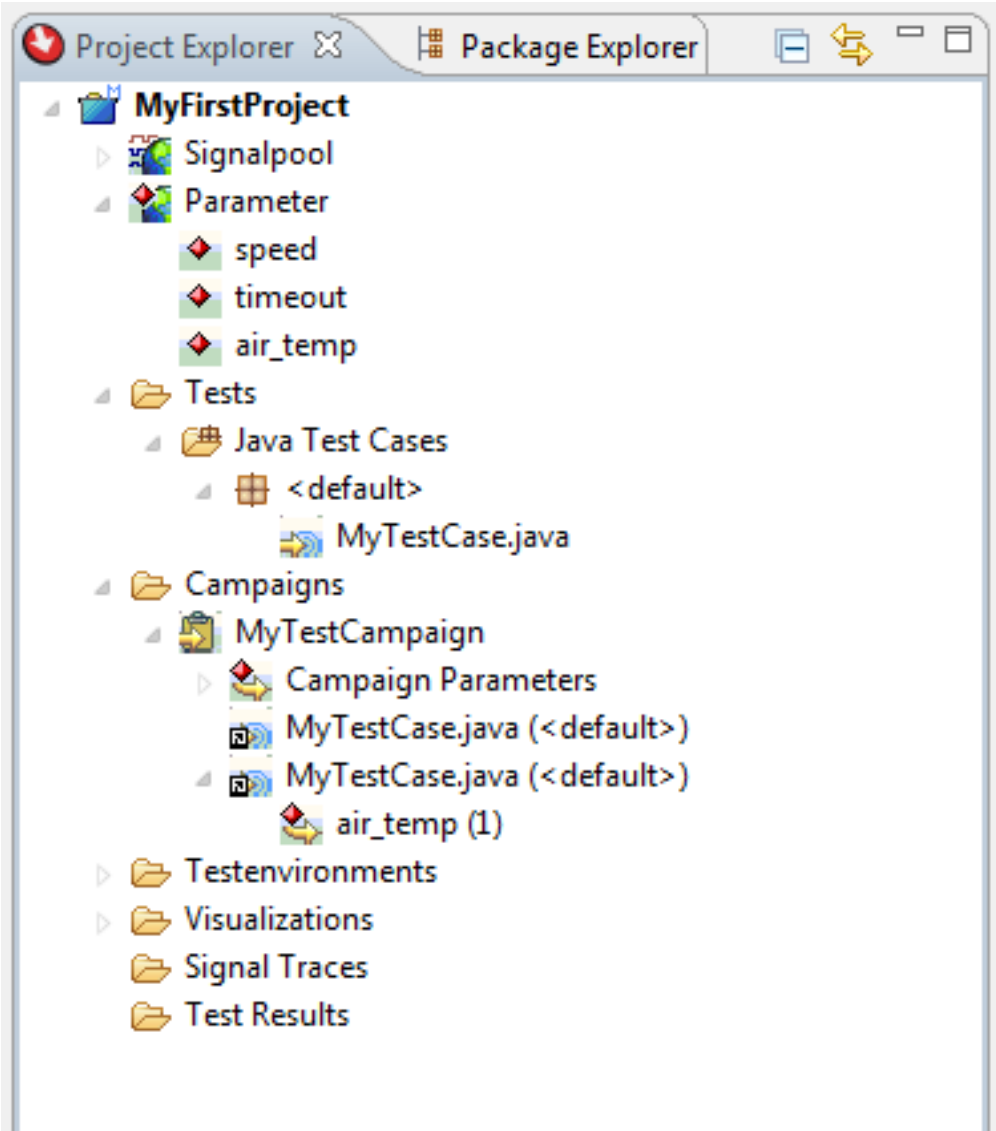 Project Explorer Package Explorer
MyFirstProject
Signalpool
Parameter
speed
timeout
air_temp
Tests
Java Test Cases
<default>
MyTestCase.java
Campaigns
MyTestCampaign
Campaign Parameters
MyTestCase.java (<default>)
MyTestCase.java (<default>)
air_temp (1)
Testenvironments
Visualizations
Signal Traces
Test Results